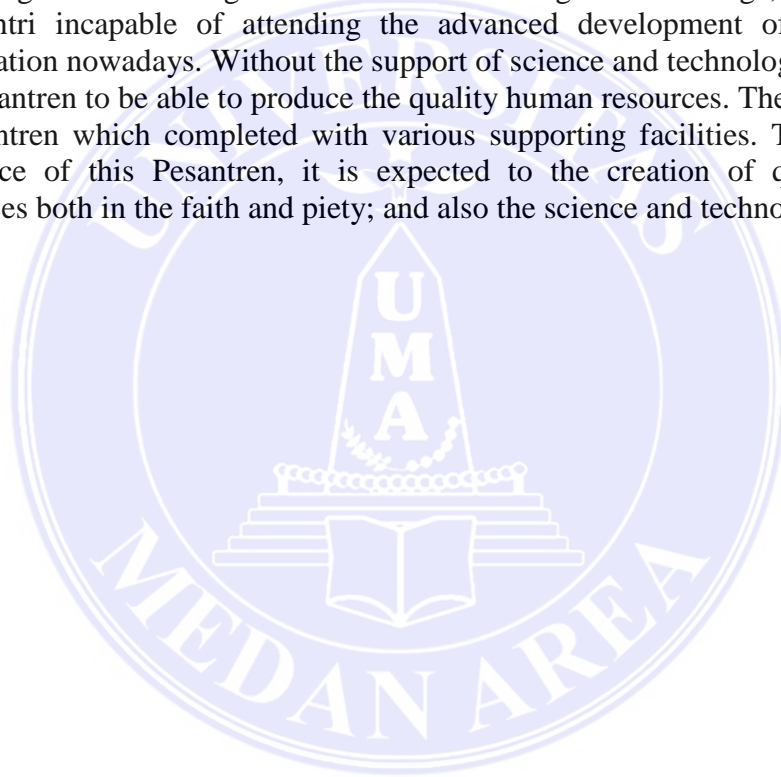 ntri incapable of attending the advanced development of
ation nowadays. Without the support of science and technolog
antren to be able to produce the quality human resources. The
ntren which completed with various supporting facilities. T
ce of this Pesantren, it is expected to the creation of
es both in the faith and piety; and also the science and techno
UNIVERSITAS
U
M
A
MEDAN AREA